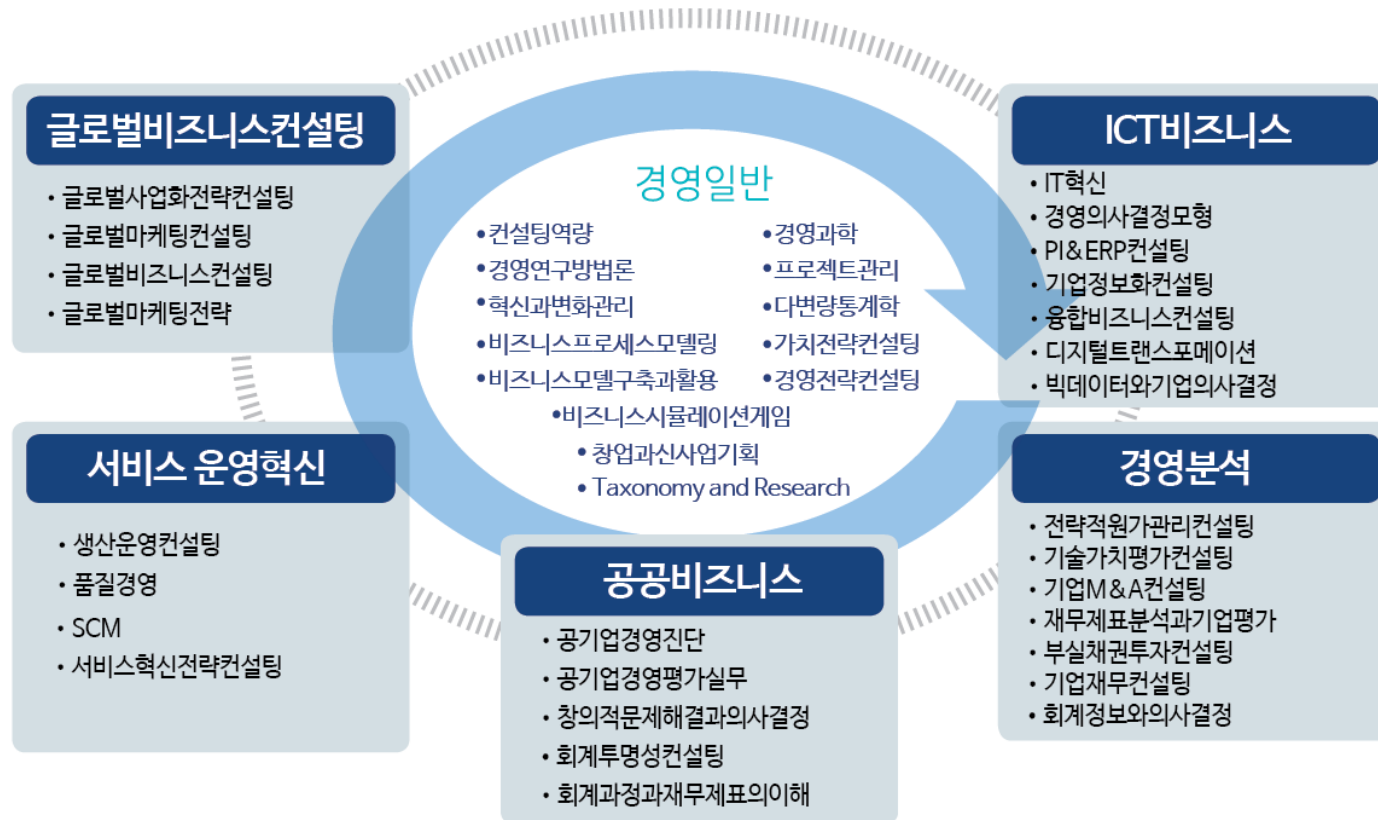 글로벌비즈니스컨설팅
• 글로벌사업화전략컨설팅
• 글로벌마케팅컨설팅
• 글로벌비즈니스컨설팅
• 글로벌마케팅전략
경영일반
•컨설팅역량
•경영연구방법론
•혁신과변화관리
•비즈니스프로세스모델링
•비즈니스모델구축과활용
•경영과학
•프로젝트관리
•다변량통계학
•가치전략컨설팅
•경영전략컨설팅
•비즈니스시뮬레이션게임
• 창업과신사업기획
• Taxonomy and Research
ICT비즈니스
• IT혁신
• 경영의사결정모형
• PI&ERP컨설팅
• 기업정보화컨설팅
• 융합비즈니스컨설팅
• 디지털트랜스포메이션
• 빅데이터와기업의사결정
서비스 운영혁신
• 생산운영컨설팅
• 품질경영
• SCM
• 서비스혁신전략컨설팅
공공비즈니스
• 공기업경영진단
• 공기업경영평가실무
• 창의적문제해결과의사결정
• 회계투명성컨설팅
• 회계과정과재무제표의이해
경영분석
• 전략적원가관리컨설팅
• 기술가치평가컨설팅
• 기업M&A컨설팅
• 재무제표분석과기업평가
• 부실채권투자컨설팅
• 기업재무컨설팅
• 회계정보와의사결정